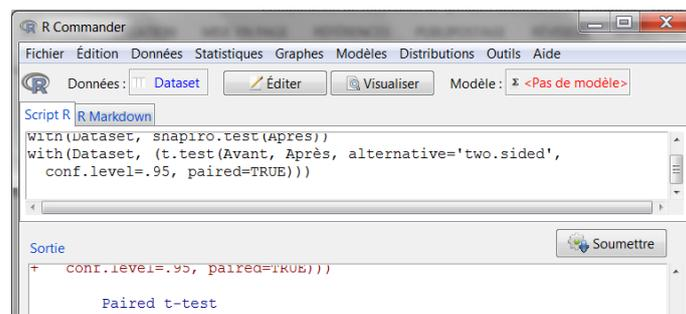 R Commander
Fichier Édition Données Statistiques Graphes Modèles Distributions Outils Aide
R Données : Dataset Éditer Visualiser Modèle : Σ <Pas de modèle>
Script R R Markdown
with(Dataset, shapiro.test(Après))
with(Dataset, (t.test(Avant, Après, alternative='two.sided',
conf.level=.95, paired=TRUE)))
Sortie Soumettre
+ conf.level=.95, paired=TRUE)))
Paired t-test